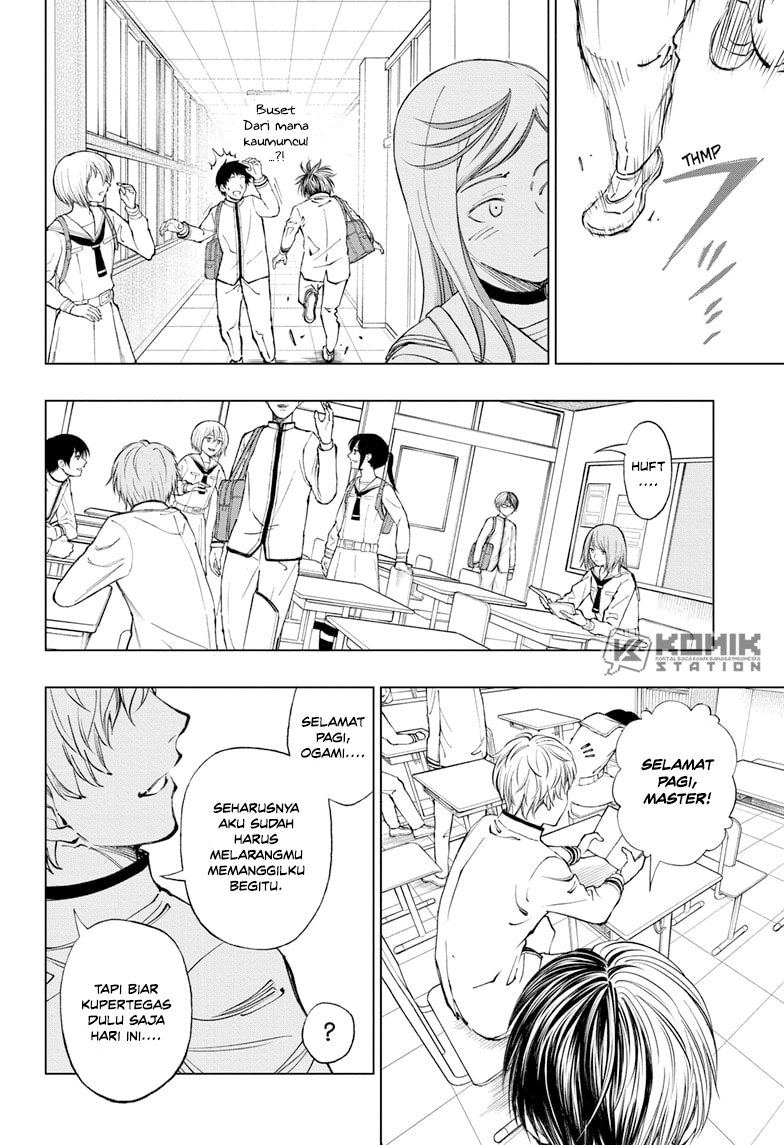 THMP
Buset
Dari mana
kaumuncul
...?!
HUFT
....
KOMIK
STATION
SELAMAT
PAGI,
MASTER!
SELAMAT
PAGI,
OGAMI....
SEHARUSNYA
AKU SUDAH
HARUS
MELARANGMU
MEMANGGILKU
BEGITU.
TAPI BIAR
KUPERTEGAS
DULU SAJA
HARI INI....
?